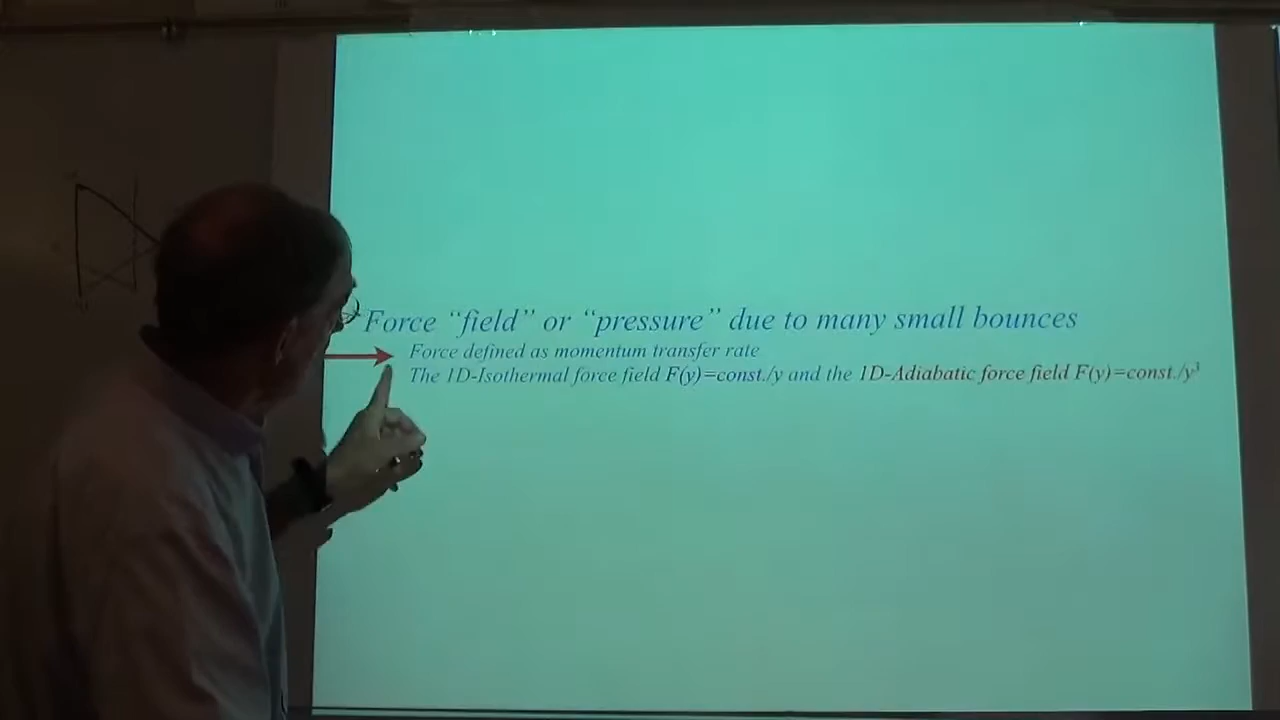 Force “field” or “pressure” due to many small bounces
Force defined as momentum transfer rate
The 1D-Isothermal force field F(y)=const./y and the 1D-Adiabatic force field F(y)=const./y³